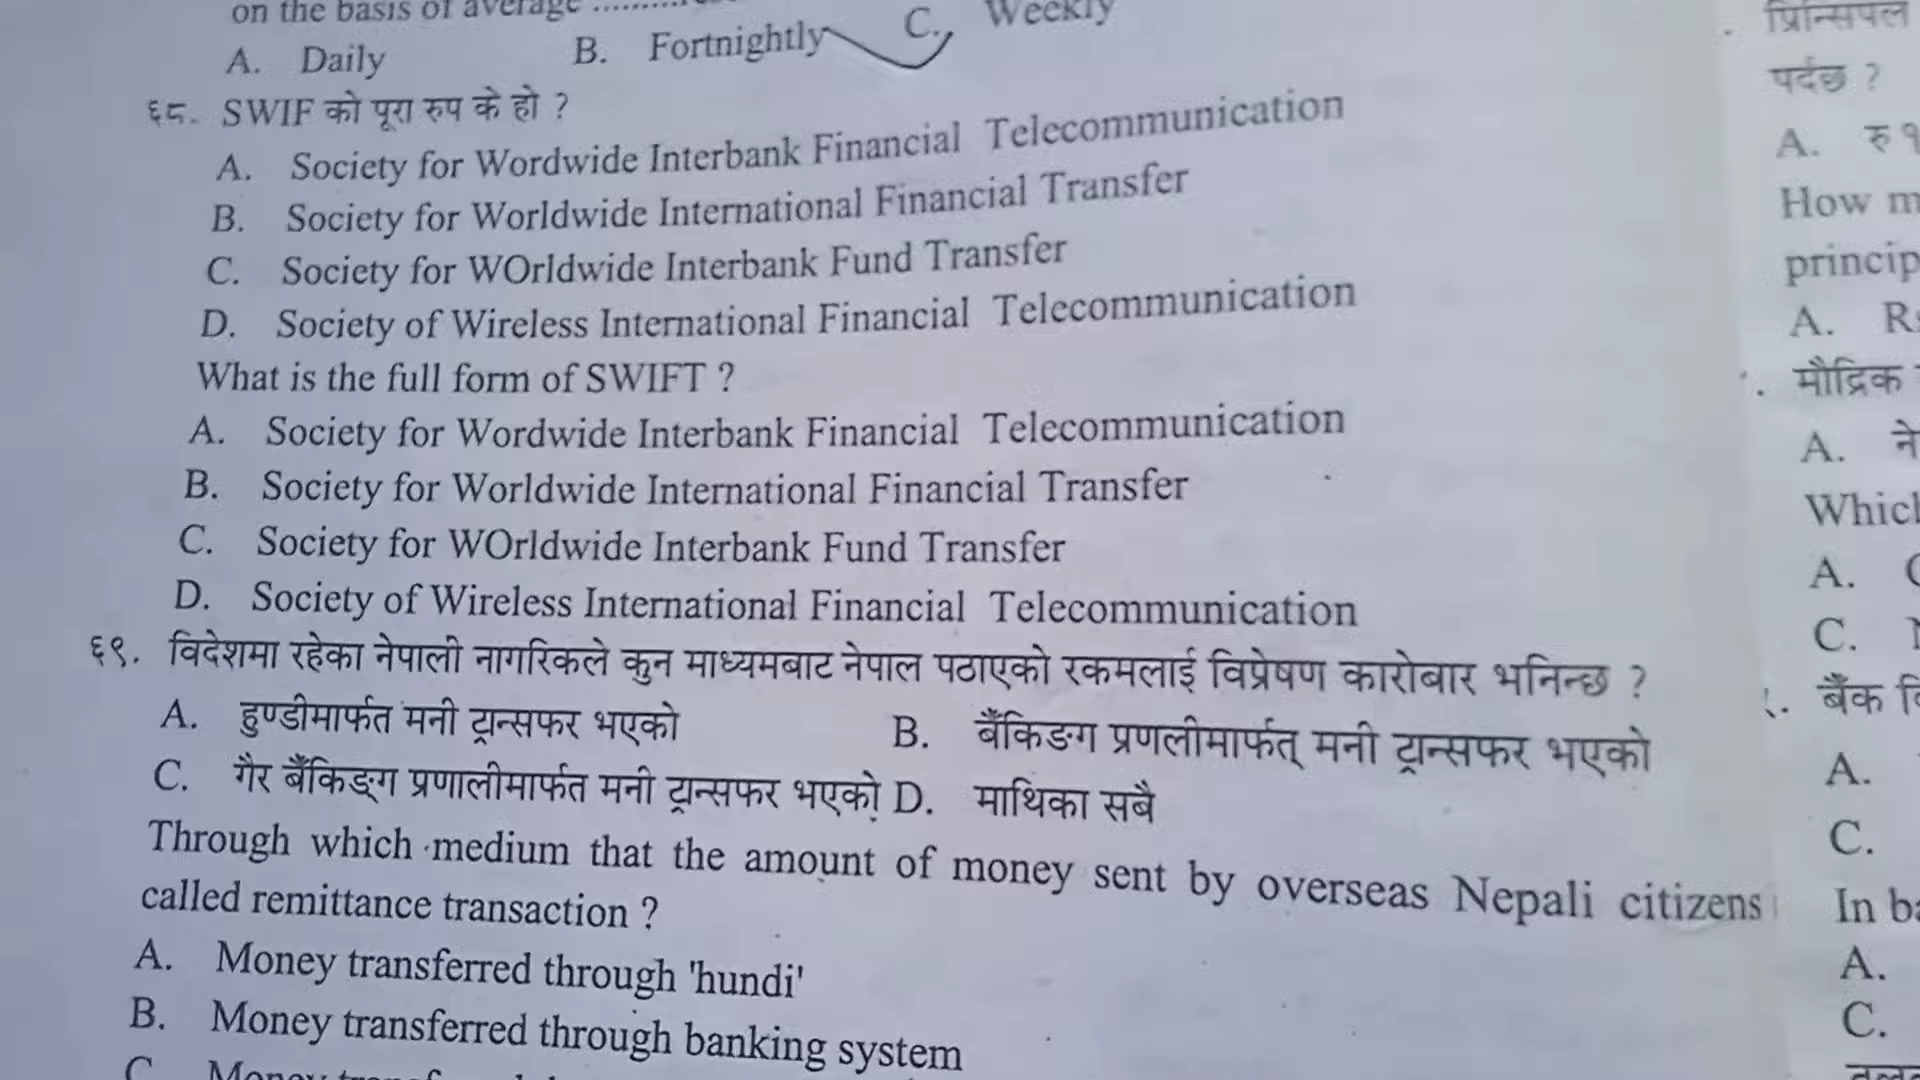 on the basis of average ..........
A. Daily B. Fortnightly C. Weekly
६८. SWIF को पूरा रुप के हो ?
A. Society for Wordwide Interbank Financial Telecommunication
B. Society for Worldwide International Financial Transfer
C. Society for WOrldwide Interbank Fund Transfer
D. Society of Wireless International Financial Telecommunication
What is the full form of SWIFT ?
A. Society for Wordwide Interbank Financial Telecommunication
B. Society for Worldwide International Financial Transfer
C. Society for WOrldwide Interbank Fund Transfer
D. Society of Wireless International Financial Telecommunication
६९. विदेशमा रहेका नेपाली नागरिकले कुन माध्यमबाट नेपाल पठाएको रकमलाई विप्रेषण कारोबार भनिन्छ ?
A. हुण्डीमार्फत मनी ट्रान्सफर भएको B. बैँकिङग प्रणलीमार्फत् मनी ट्रान्सफर भएको
C. गैर बैँकिङ्ग प्रणालीमार्फत मनी ट्रान्सफर भएको D. माथिका सबै
Through which medium that the amount of money sent by overseas Nepali citizens
called remittance transaction ?
A. Money transferred through 'hundi'
B. Money transferred through banking system
C. Money
प्रिन्सिपल
पर्दछ ?
A. रु १
How m
princip
A. Rs
मौद्रिक
A. ने
Which
A.
C.
बैँक
A.
C.
In ba
A.
C.